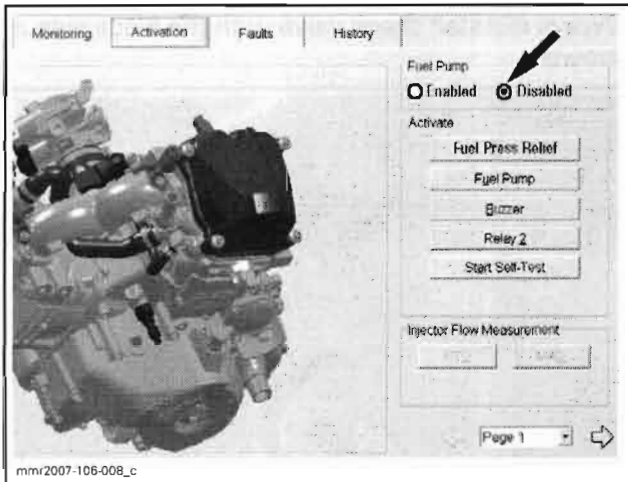 Monitoring
Activation
Faults
History
Fuel Pump
Enabled Disabled
Activate
Fuel Press Relief
Fuel Pump
Buzzer
Relay 2
Start Self-Test
Injector Flow Measurement
Page 1
mmr2007-106-008_c